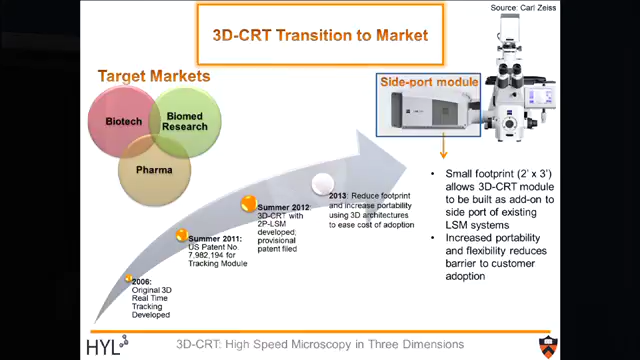 Source: Carl Zeiss
3D-CRT Transition to Market
Target Markets
Side-port module
Biotech
Biomed
Research
Pharma
2006:
Original 3D
Real Time
Tracking
Developed
Summer 2011:
US Patent No.
7,982,194 for
Tracking Module
Summer 2012:
3D-CRT with
2P-LSM
developed;
provisional
patent filed
2013: Reduce footprint
and increase portability
using 3D architectures
to ease cost of adoption
• Small footprint (2' x 3')
allows 3D-CRT module
to be built as add-on to
side port of existing
LSM systems
• Increased portability
and flexibility reduces
barrier to customer
adoption
HYL
3D-CRT: High Speed Microscopy in Three Dimensions